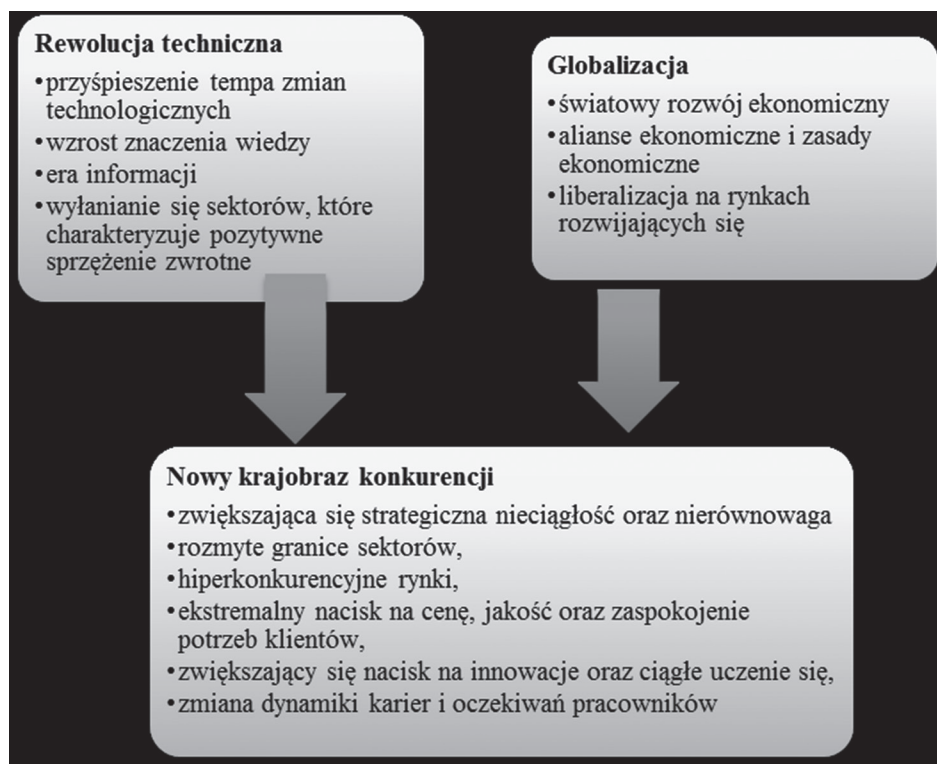 Rewolucja techniczna
•przyśpieszenie tempa zmian
technologicznych
•wzrost znaczenia wiedzy
•era informacji
•wyłanianie się sektorów, które
charakteryzuje pozytywne
sprzężenie zwrotne
Globalizacja
•światowy rozwój ekonomiczny
•alianse ekonomiczne i zasady
ekonomiczne
•liberalizacja na rynkach
rozwijających się
Nowy krajobraz konkurencji
•zwiększająca się strategiczna nieciągłość oraz nierównowaga
•rozmyte granice sektorów,
•hiperkonkurencyjne rynki,
•ekstremalny nacisk na cenę, jakość oraz zaspokojenie
potrzeb klientów,
•zwiększający się nacisk na innowacje oraz ciągłe uczenie się,
•zmiana dynamiki karier i oczekiwań pracowników